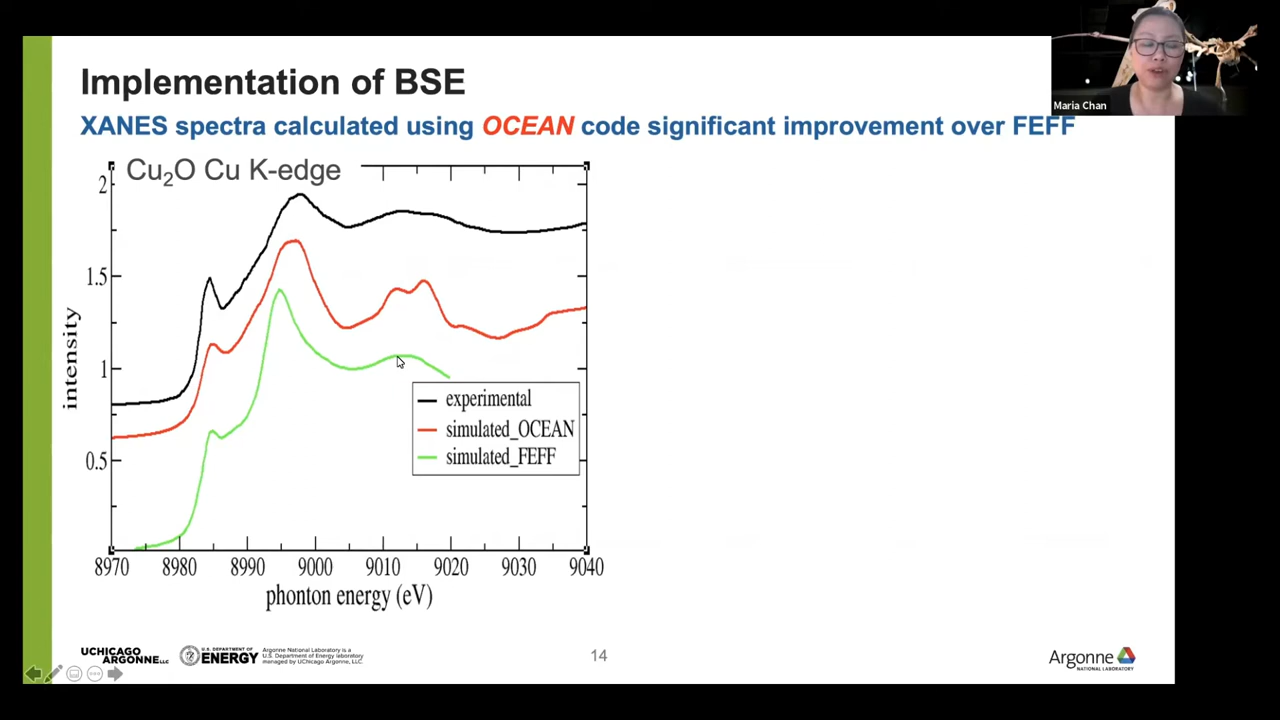 Implementation of BSE
XANES spectra calculated using OCEAN code significant improvement over FEFF
Maria Chan
Cu₂O Cu K-edge
2
1.5
1
0.5
intensity
experimental
simulated_OCEAN
simulated_FEFF
8970 8980 8990 9000 9010 9020 9030 9040
phonton energy (eV)
UCHICAGO
ARGONNE LLC
U.S. DEPARTMENT OF
ENERGY
Argonne National Laboratory is a
U.S. Department of Energy laboratory
managed by UChicago Argonne, LLC.
14
Argonne
NATIONAL LABORATORY